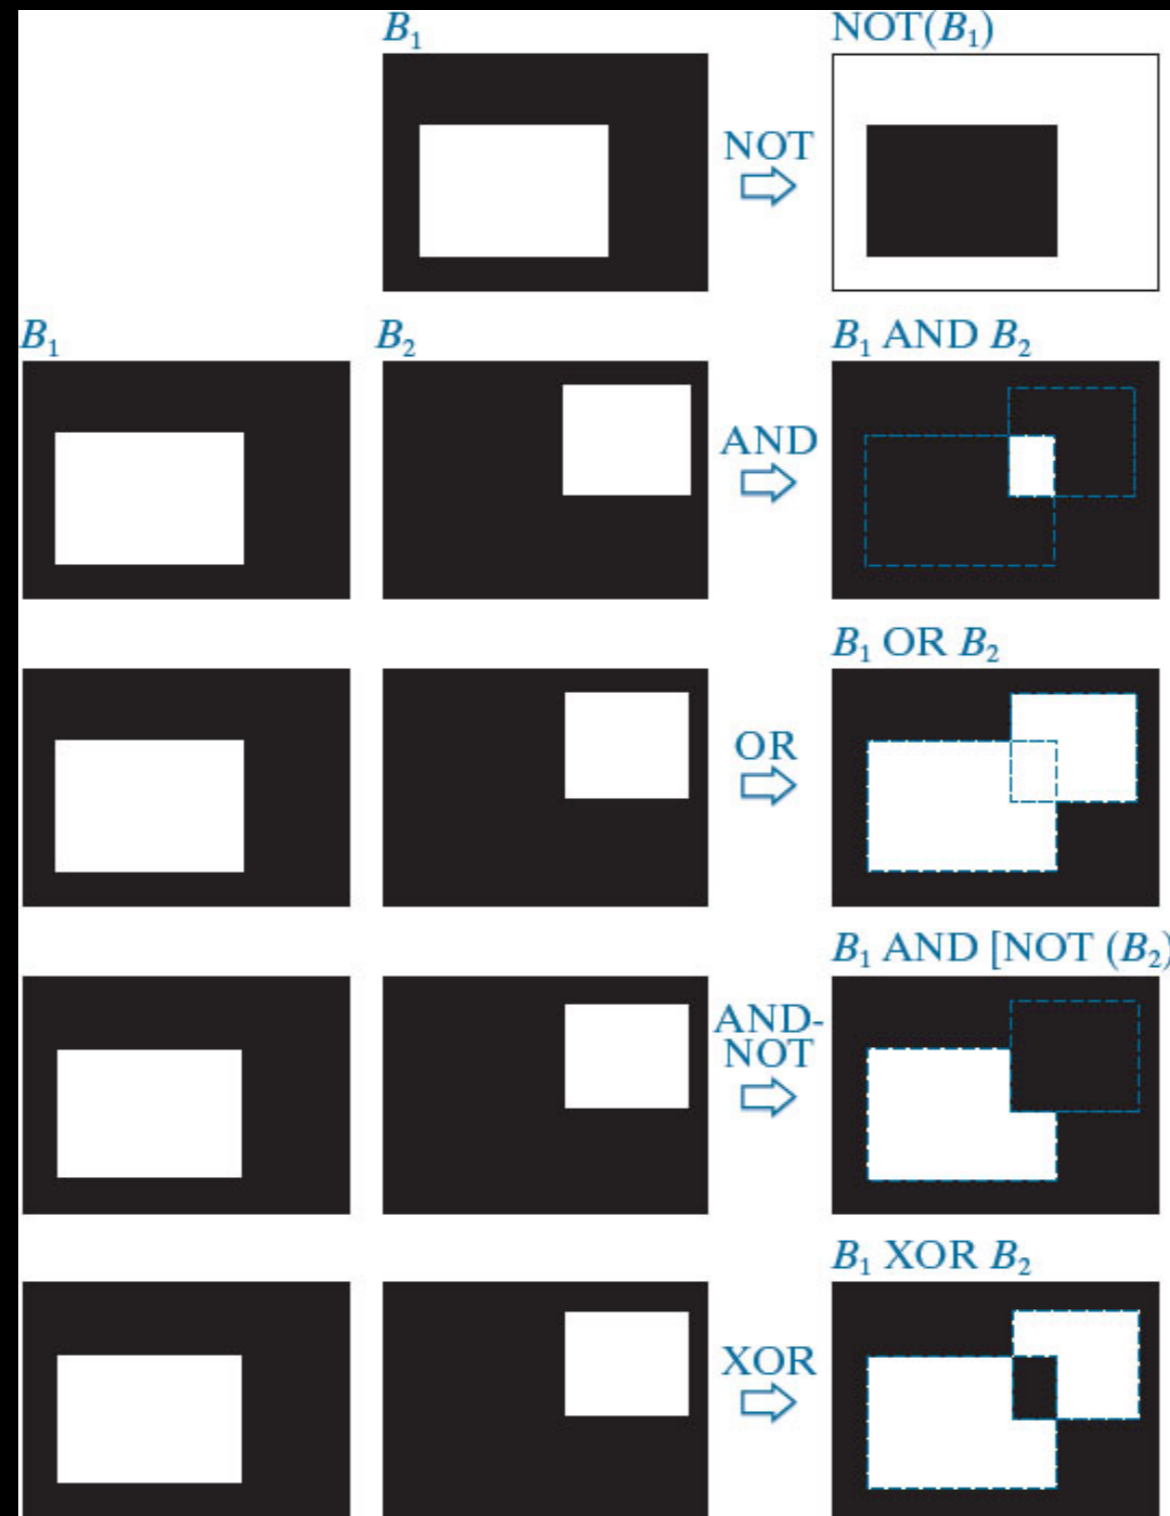 B₁
NOT(B₁)
NOT
B₁
B₂
B₁ AND B₂
AND
B₁ OR B₂
OR
B₁ AND [NOT (B₂)
AND-
NOT
B₁ XOR B₂
XOR